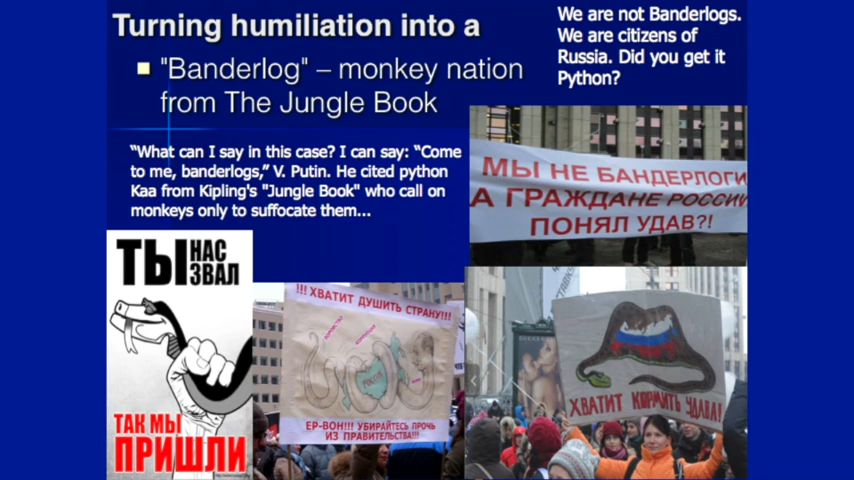 Turning humiliation into a
"Banderlog" – monkey nation
from The Jungle Book
We are not Banderlogs.
We are citizens of
Russia. Did you get it
Python?
"What can I say in this case? I can say: "Come
to me, banderlogs," V. Putin. He cited python
Kaa from Kipling's "Jungle Book" who call on
monkeys only to suffocate them...
МЫ НЕ БАНДЕРЛОГИ
А ГРАЖДАНЕ РОССИИ
ПОНЯЛ УДАВ?!
ТЫ НАС
ЗВАЛ
ТАК МЫ
ПРИШЛИ
!!! ХВАТИТ ДУШИТЬ СТРАНУ!!!
РОССИЯ
ЕР-ВОН!!! УБИРАЙТЕСЬ ПРОЧЬ
ИЗ ПРАВИТЕЛЬСТВА!!!
ХВАТИТ КОРМИТЬ УДАВА!